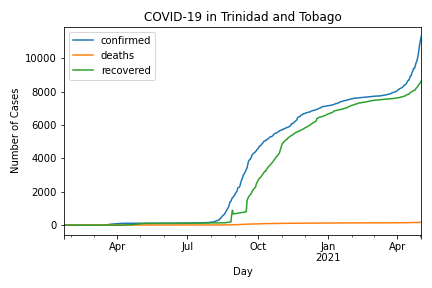 COVID-19 in Trinidad and Tobago
confirmed
deaths
recovered
Number of Cases
10000
8000
6000
4000
2000
0
Apr Jul Oct Jan Apr
2021
Day